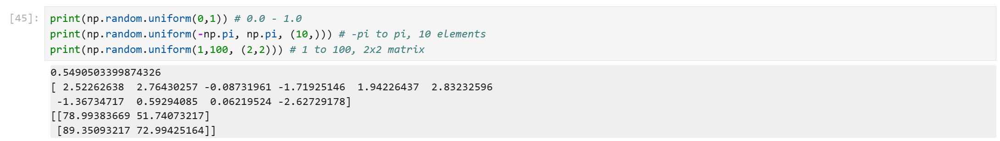 [45]: print(np.random.uniform(0,1)) # 0.0 - 1.0
print(np.random.uniform(-np.pi, np.pi, (10,))) # -pi to pi, 10 elements
print(np.random.uniform(1,100, (2,2))) # 1 to 100, 2x2 matrix
0.5490503399874326
[ 2.52262638  2.76430257 -0.08731961 -1.71925146  1.94226437  2.83232596
 -1.36734717  0.59294085  0.06219524 -2.62729178]
[[78.99383669 51.74073217]
 [89.35093217 72.99425164]]